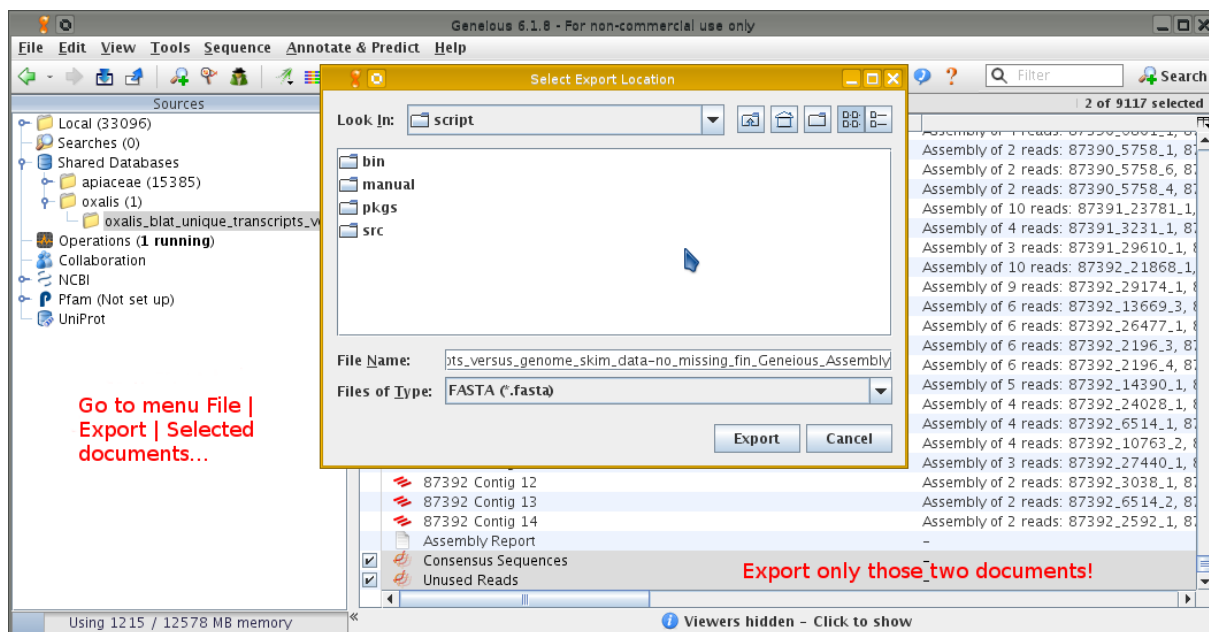 Geneious 6.1.8 - For non-commercial use only
File Edit View Tools Sequence Annotate & Predict Help
Filter
Search
Sources
2 of 9117 selected
Local (33096)
Searches (0)
Shared Databases
apiaceae (15385)
oxalis (1)
oxalis_blat_unique_transcripts_v
Operations (1 running)
Collaboration
NCBI
Pfam (Not set up)
UniProt
Go to menu File |
Export | Selected
documents...
Using 1215 / 12578 MB memory
Select Export Location
Look In: script
bin
manual
pkgs
src
File Name: ots_versus_genome_skim_data-no_missing_fin_Geneious_Assembly
Files of Type: FASTA (*.fasta)
Export Cancel
Assembly of 2 reads: 87390_5758_1, 87
Assembly of 2 reads: 87390_5758_6, 87
Assembly of 2 reads: 87390_5758_4, 87
Assembly of 10 reads: 87391_23781_1,
Assembly of 4 reads: 87391_3231_1, 87
Assembly of 3 reads: 87391_29610_1, 8
Assembly of 10 reads: 87392_21868_1,
Assembly of 9 reads: 87392_29174_1, 8
Assembly of 6 reads: 87392_13669_3, 8
Assembly of 6 reads: 87392_26477_1, 8
Assembly of 6 reads: 87392_2196_3, 87
Assembly of 6 reads: 87392_2196_4, 87
Assembly of 5 reads: 87392_14390_1, 8
Assembly of 4 reads: 87392_24028_1, 8
Assembly of 4 reads: 87392_6514_1, 87
Assembly of 4 reads: 87392_10763_2, 8
Assembly of 3 reads: 87392_27440_1, 8
87392 Contig 12 Assembly of 2 reads: 87392_3038_1, 87
87392 Contig 13 Assembly of 2 reads: 87392_6514_2, 87
87392 Contig 14 Assembly of 2 reads: 87392_2592_1, 87
Assembly Report –
Consensus Sequences –
Unused Reads –
Export only those two documents!
Viewers hidden - Click to show